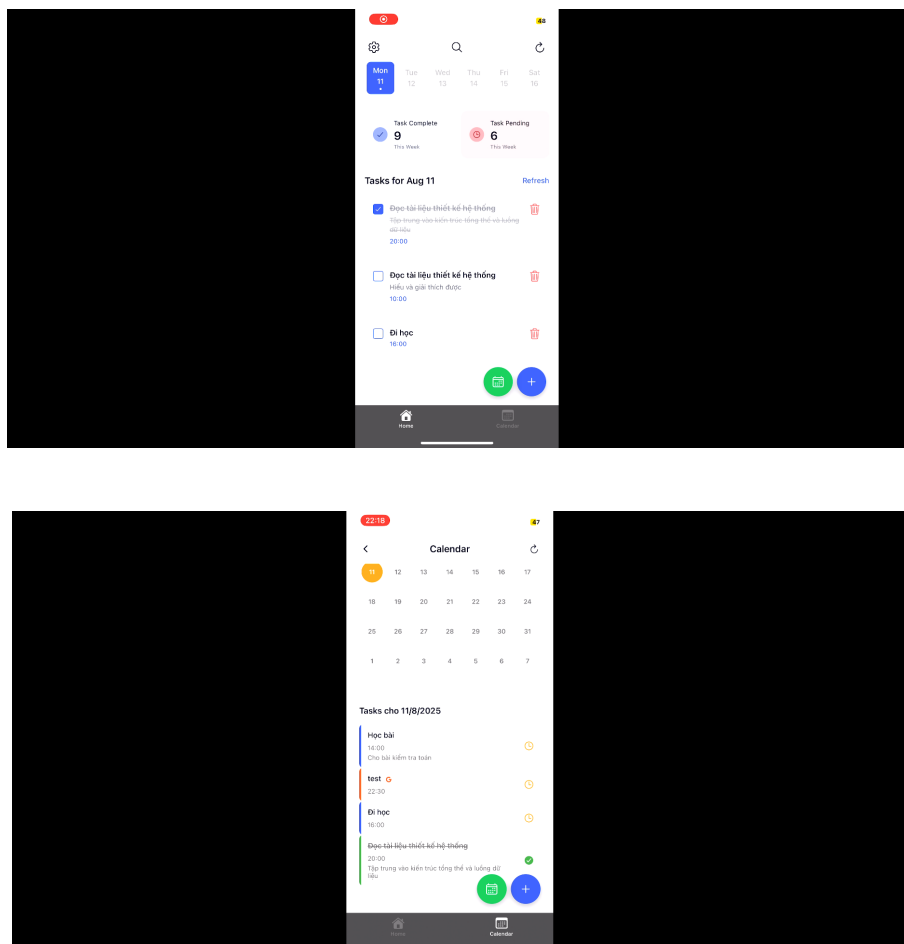 48
Mon Tue Wed Thu Fri Sat
11 12 13 14 15 16
Task Complete
9
This Week
Task Pending
6
This Week
Tasks for Aug 11 Refresh
Đọc tài liệu thiết kế hệ thống
Tập trung vào kiến trúc tổng thể và luồng
dữ liệu
20:00
Đọc tài liệu thiết kế hệ thống
Hiểu và giải thích được
10:00
Đi học
16:00
Home Calendar
22:18 47
Calendar
11 12 13 14 15 16 17
18 19 20 21 22 23 24
25 26 27 28 29 30 31
1 2 3 4 5 6 7
Tasks cho 11/8/2025
Học bài
14:00
Cho bài kiểm tra toán
test G
22:30
Đi học
16:00
Đọc tài liệu thiết kế hệ thống
20:00
Tập trung vào kiến trúc tổng thể và luồng dữ
liệu
Home Calendar